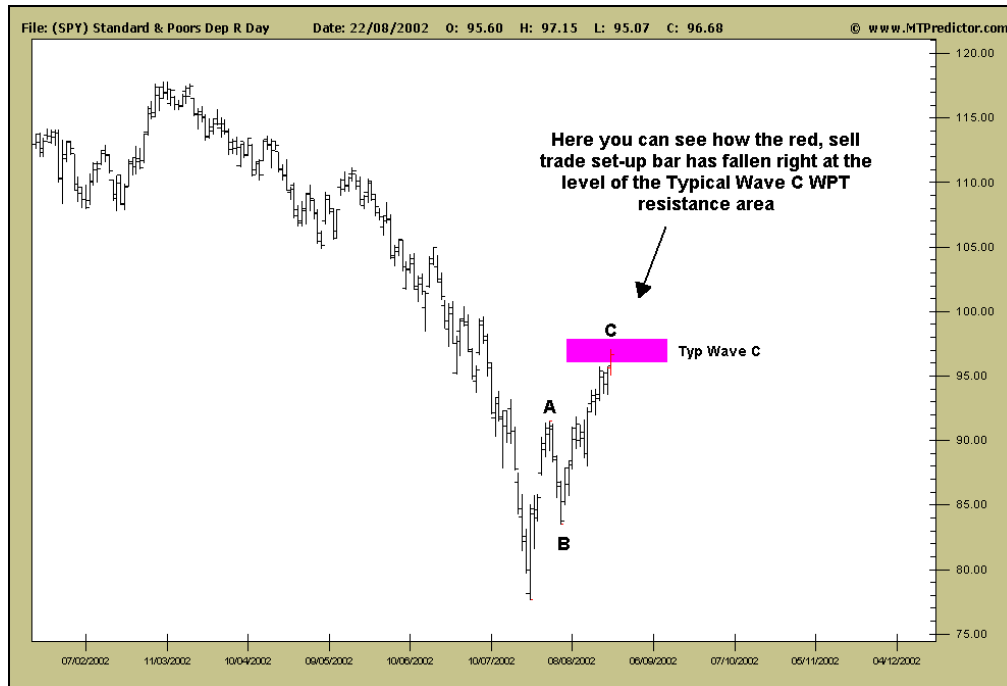 File: (SPY) Standard & Poors Dep R Day Date: 22/08/2002 O: 95.60 H: 97.15 L: 95.07 C: 96.68 © www.MTPredictor.com
120.00
115.00
Here you can see how the red, sell
trade set-up bar has fallen right at the
level of the Typical Wave C WPT
resistance area
110.00
105.00
100.00
C
Typ Wave C
95.00
A
90.00
85.00
B
80.00
75.00
07/02/2002 11/03/2002 10/04/2002 09/05/2002 10/06/2002 10/07/2002 08/08/2002 06/09/2002 07/10/2002 05/11/2002 04/12/2002